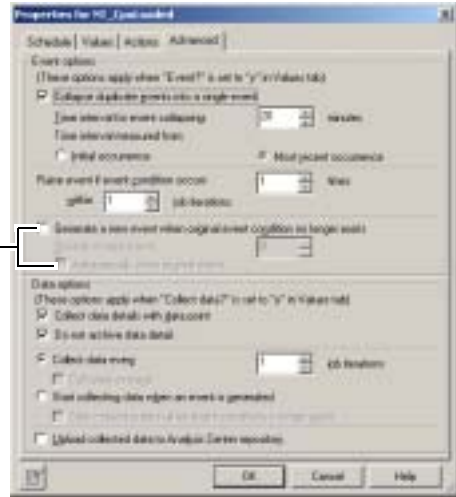 Properties for
Schedule Values Actions Advanced
Event options
(These options apply when "Event?" is set to "y" in Values tab)
Collapse duplicate events into a single event
Time interval for event collapsing: 20 minutes
Time interval measured from:
Initial occurrence Most recent occurrence
Raise event if event condition occurs 1 times
within 1 job iterations
Generate a new event when original event condition no longer exists
Data options
(These options apply when "Collect data?" is set to "y" in Values tab)
Collect data details with data point
Do not archive data detail
Collect data every 1 job iterations
Start collecting data when an event is generated
Upload collected data to Analysis Center repository
OK Cancel Help